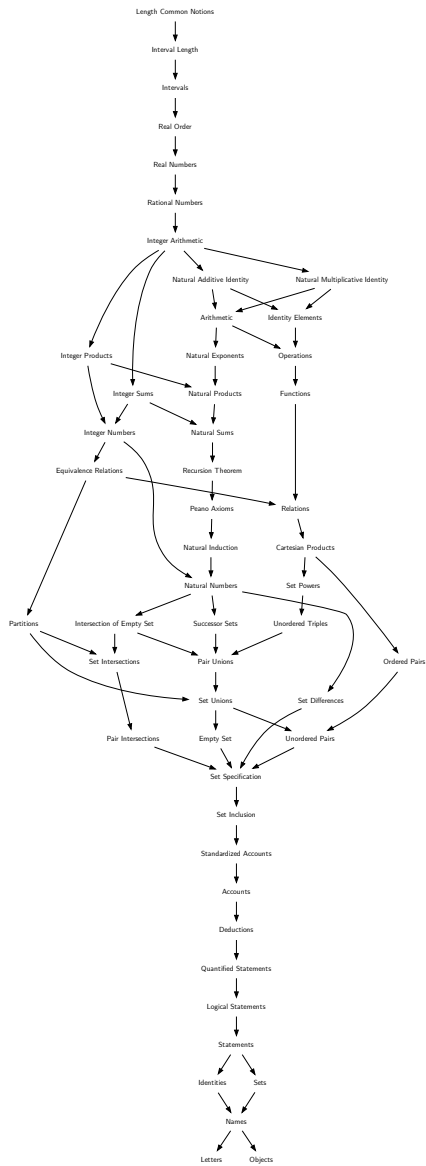 Length Common Notions
Interval Length
Intervals
Real Order
Real Numbers
Rational Numbers
Integer Arithmetic
Natural Additive Identity
Natural Multiplicative Identity
Arithmetic
Identity Elements
Integer Products
Natural Exponents
Operations
Integer Sums
Natural Products
Functions
Integer Numbers
Natural Sums
Equivalence Relations
Recursion Theorem
Peano Axioms
Relations
Natural Induction
Cartesian Products
Natural Numbers
Set Powers
Partitions
Intersection of Empty Set
Successor Sets
Unordered Triples
Set Intersections
Pair Unions
Ordered Pairs
Set Unions
Set Differences
Pair Intersections
Empty Set
Unordered Pairs
Set Specification
Set Inclusion
Standardized Accounts
Accounts
Deductions
Quantified Statements
Logical Statements
Statements
Identities
Sets
Names
Letters
Objects